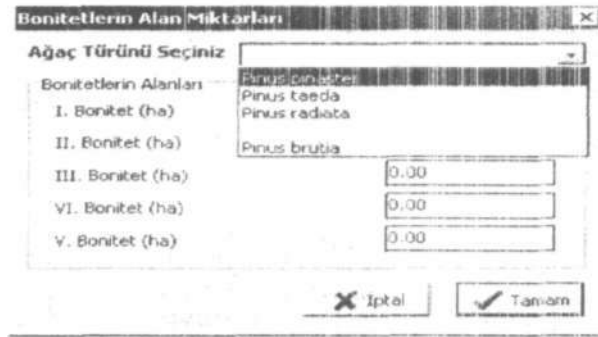 Bonitetlerin Alan Miktarları
Ağaç Türünü Seçiniz
Bonitetlerin Alanları
Pinus pinaster
I. Bonitet (ha)
Pinus taeda
Pinus radiata
II. Bonitet (ha)
Pinus brutia
III. Bonitet (ha) 0.00
VI. Bonitet (ha) 0.00
V. Bonitet (ha) 0.00
İptal Tamam